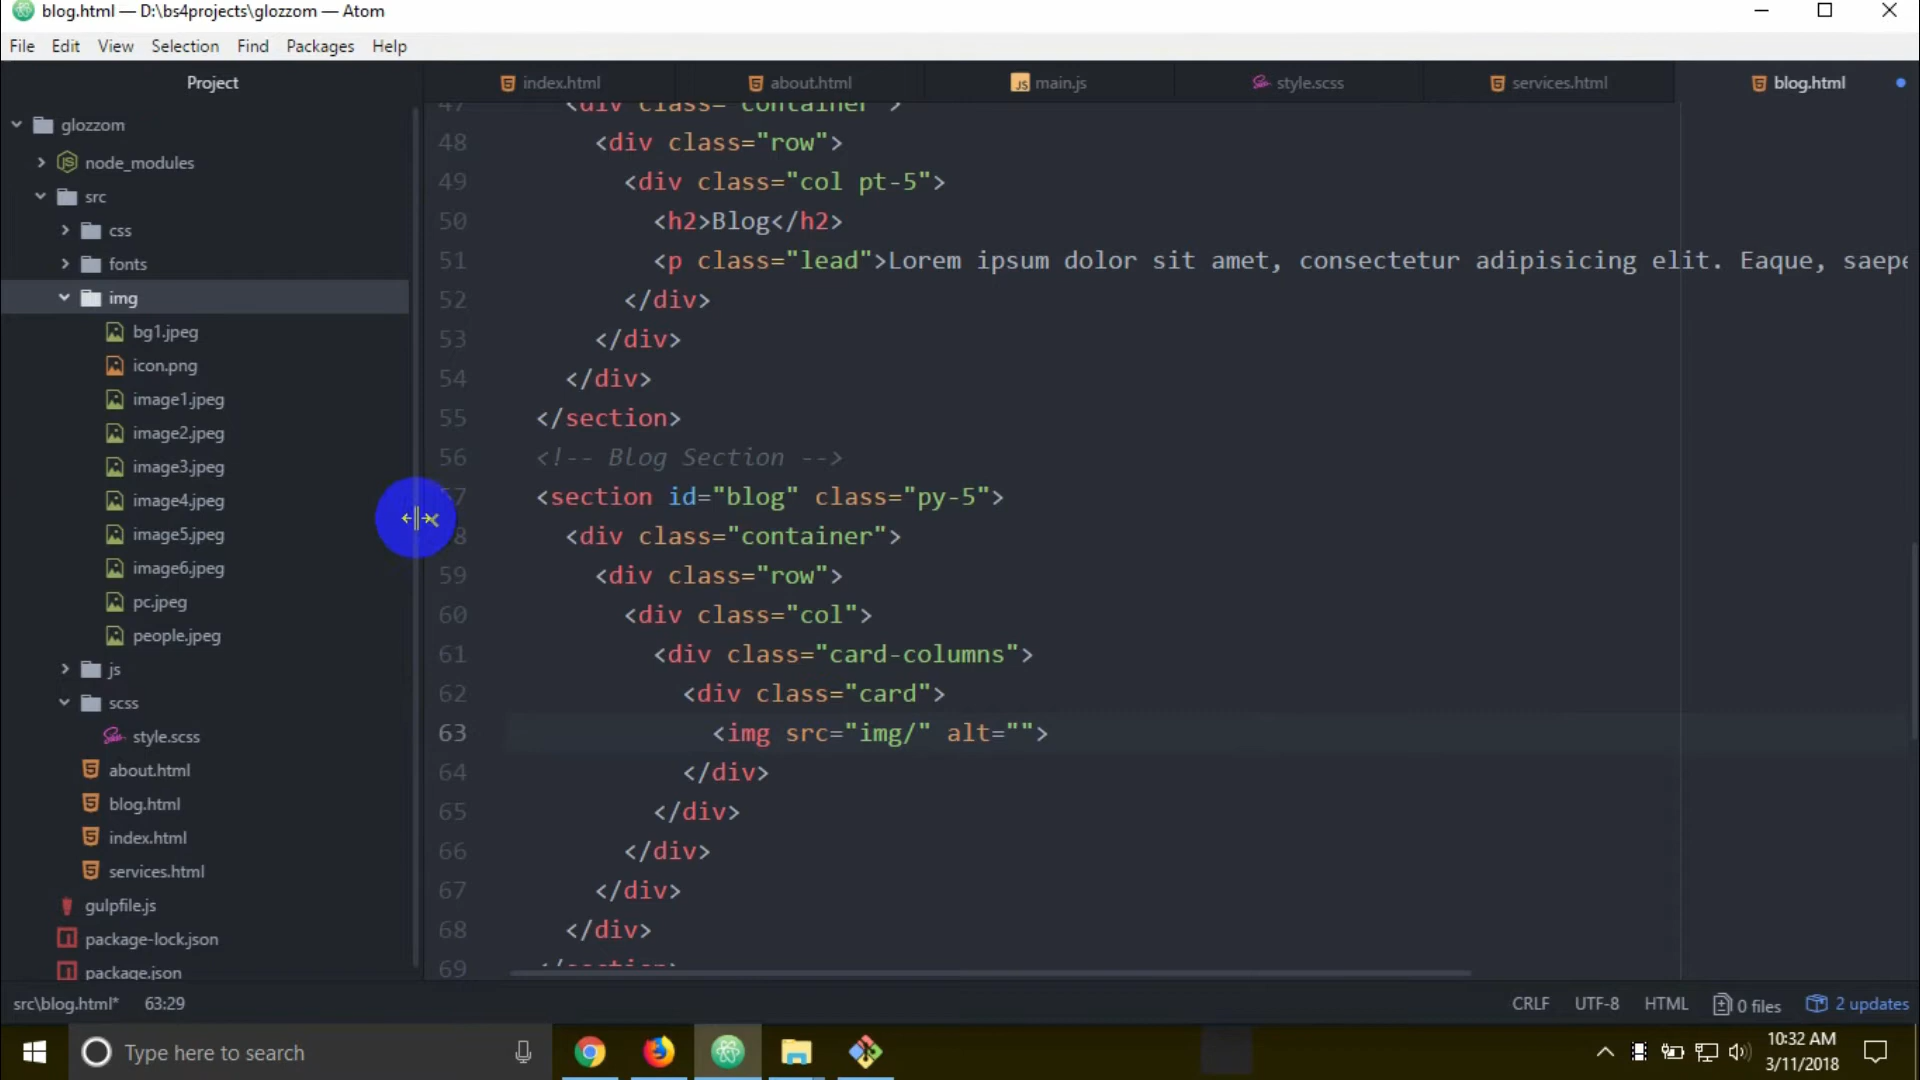 blog.html — D:\bs4projects\glozzom — Atom
File Edit View Selection Find Packages Help
Project
index.html about.html main.js style.scss services.html blog.html
glozzom
node_modules
src
css
fonts
img
bg1.jpeg
icon.png
image1.jpeg
image2.jpeg
image3.jpeg
image4.jpeg
image5.jpeg
image6.jpeg
pc.jpeg
people.jpeg
js
scss
style.scss
about.html
blog.html
index.html
services.html
gulpfile.js
package-lock.json
package.json
47 <div class="container">
48 <div class="row">
49 <div class="col pt-5">
50 <h2>Blog</h2>
51 <p class="lead">Lorem ipsum dolor sit amet, consectetur adipisicing elit. Eaque, saepe
52 </div>
53 </div>
54 </div>
55 </section>
56 <!-- Blog Section -->
57 <section id="blog" class="py-5">
58 <div class="container">
59 <div class="row">
60 <div class="col">
61 <div class="card-columns">
62 <div class="card">
63 <img src="img/" alt="">
64 </div>
65 </div>
66 </div>
67 </div>
68 </div>
69 </section>
src\blog.html* 63:29 CRLF UTF-8 HTML 0 files 2 updates
Type here to search
10:32 AM
3/11/2018